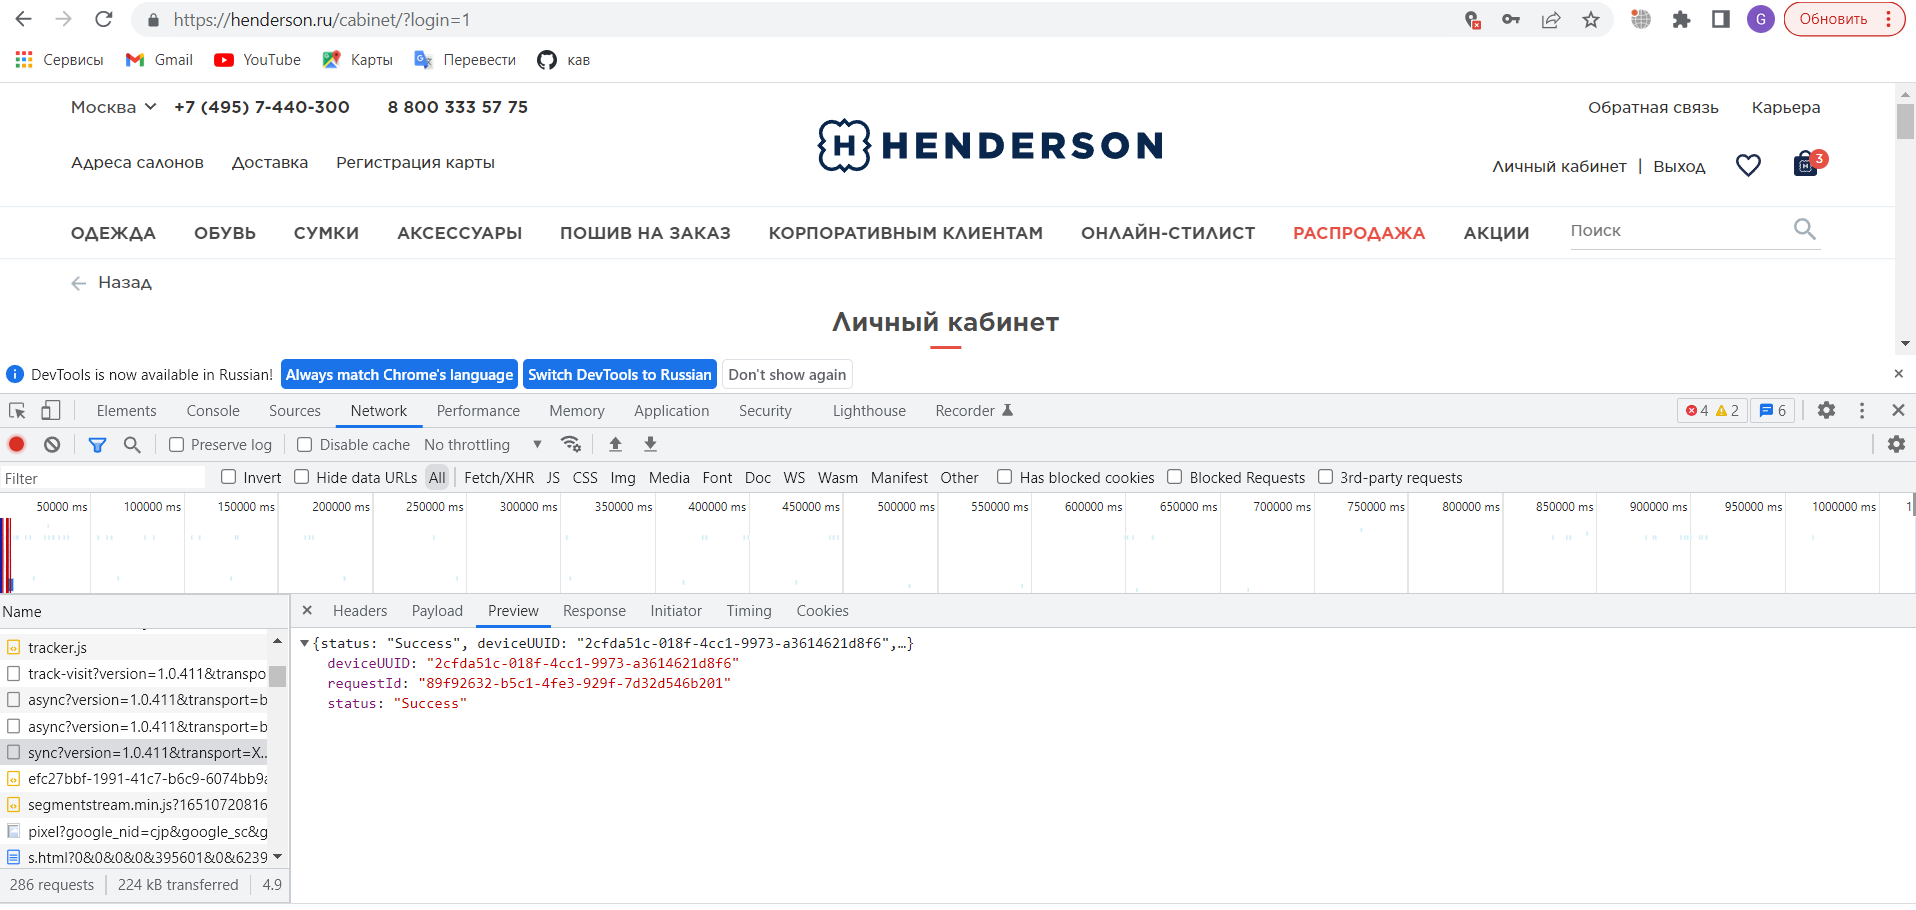 https://henderson.ru/cabinet/?login=1
G
Обновить
Сервисы Gmail YouTube Карты Перевести кав
Москва +7 (495) 7-440-300 8 800 333 57 75
Обратная связь Карьера
HENDERSON
Адреса салонов Доставка Регистрация карты
Личный кабинет | Выход 3
ОДЕЖДА ОБУВЬ СУМКИ АКСЕССУАРЫ ПОШИВ НА ЗАКАЗ КОРПОРАТИВНЫМ КЛИЕНТАМ ОНЛАЙН-СТИЛИСТ РАСПРОДАЖА АКЦИИ Поиск
Назад
Личный кабинет
DevTools is now available in Russian! Always match Chrome's language Switch DevTools to Russian Don't show again
Elements Console Sources Network Performance Memory Application Security Lighthouse Recorder 4 2 6
Preserve log Disable cache No throttling
Filter Invert Hide data URLs All Fetch/XHR JS CSS Img Media Font Doc WS Wasm Manifest Other Has blocked cookies Blocked Requests 3rd-party requests
50000 ms 100000 ms 150000 ms 200000 ms 250000 ms 300000 ms 350000 ms 400000 ms 450000 ms 500000 ms 550000 ms 600000 ms 650000 ms 700000 ms 750000 ms 800000 ms 850000 ms 900000 ms 950000 ms 1000000 ms 1
Name
tracker.js
track-visit?version=1.0.411&transpo
async?version=1.0.411&transport=b
async?version=1.0.411&transport=b
sync?version=1.0.411&transport=X...
efc27bbf-1991-41c7-b6c9-6074bb9a
segmentstream.min.js?16510720816
pixel?google_nid=cjp&google_sc&g
s.html?0&0&0&0&395601&0&6239
286 requests 224 kB transferred 4.9
Headers Payload Preview Response Initiator Timing Cookies
{status: "Success", deviceUUID: "2cfda51c-018f-4cc1-9973-a3614621d8f6",…}
deviceUUID: "2cfda51c-018f-4cc1-9973-a3614621d8f6"
requestId: "89f92632-b5c1-4fe3-929f-7d32d546b201"
status: "Success"